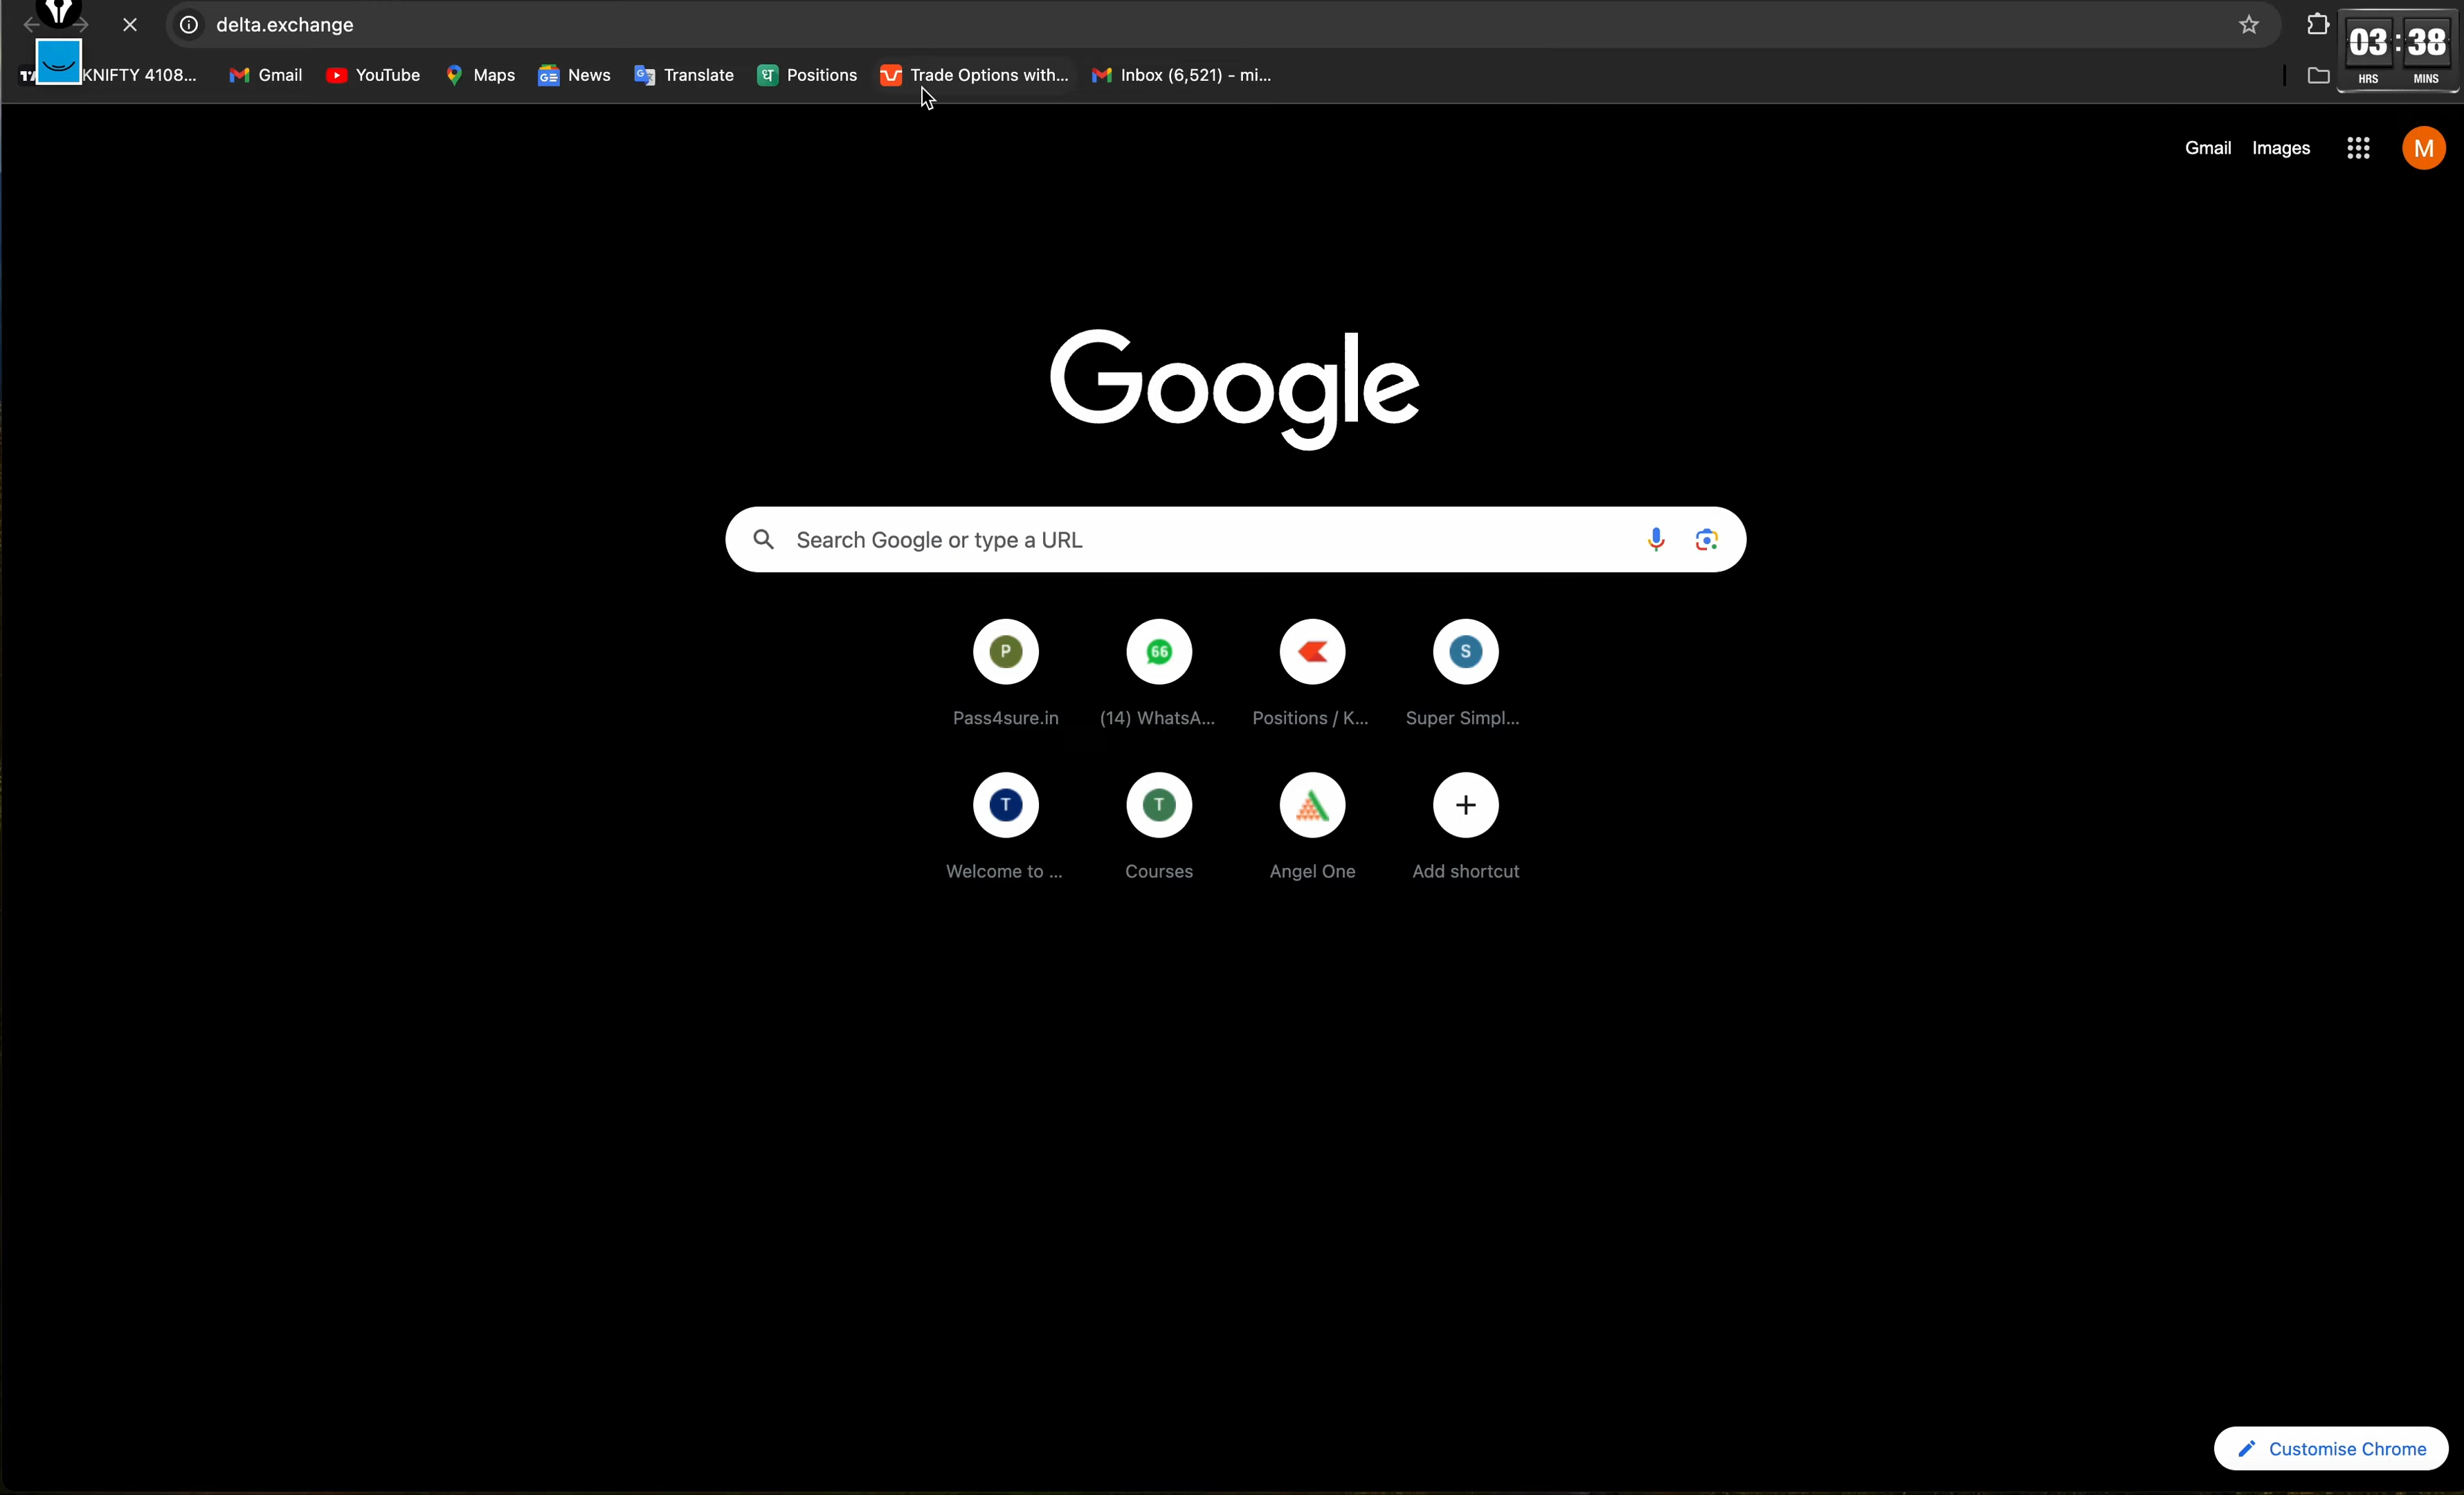 delta.exchange
03 : 38
HRS MINS
KNIFTY 4108... Gmail YouTube Maps News Translate Positions Trade Options with... Inbox (6,521) - mi...
Gmail Images M
Google
Search Google or type a URL
P 66 S
Pass4sure.in (14) WhatsA... Positions / K... Super Simpl...
T T
Welcome to ... Courses Angel One Add shortcut
Customise Chrome